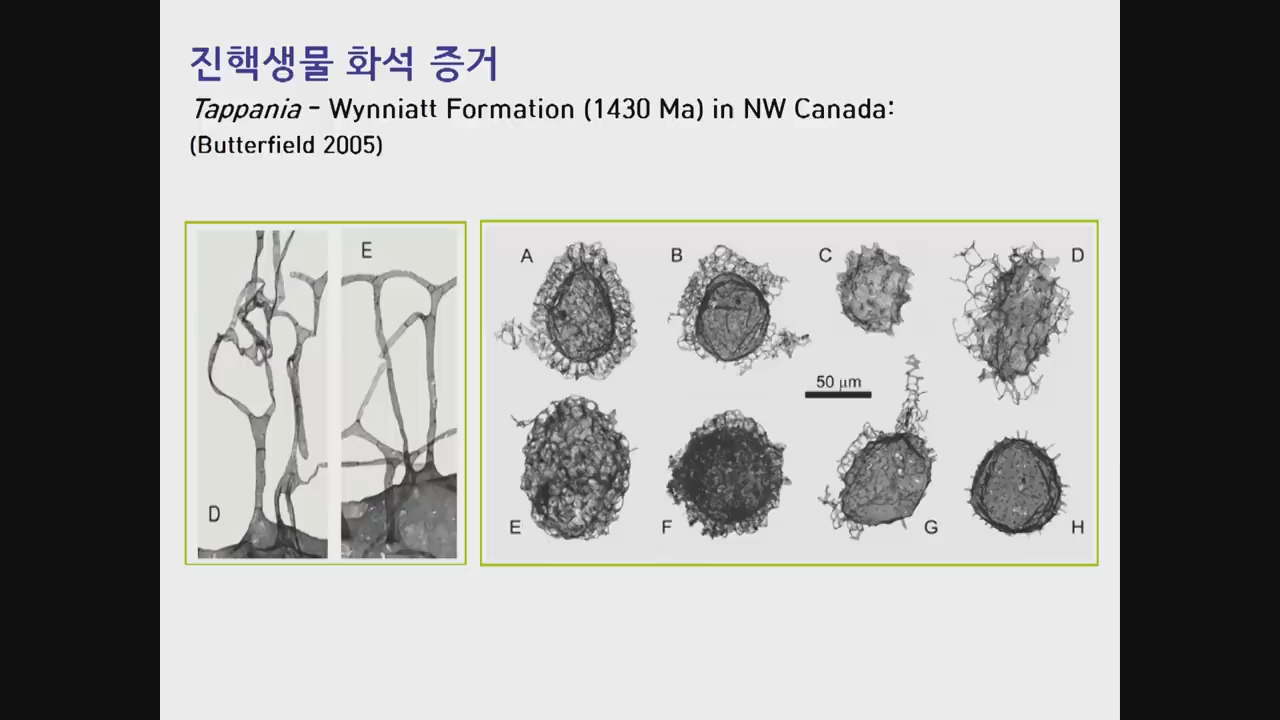 진핵생물 화석 증거
Tappania - Wynniatt Formation (1430 Ma) in NW Canada:
(Butterfield 2005)
E
D
A
B
C
D
50 μm
E
F
G
H